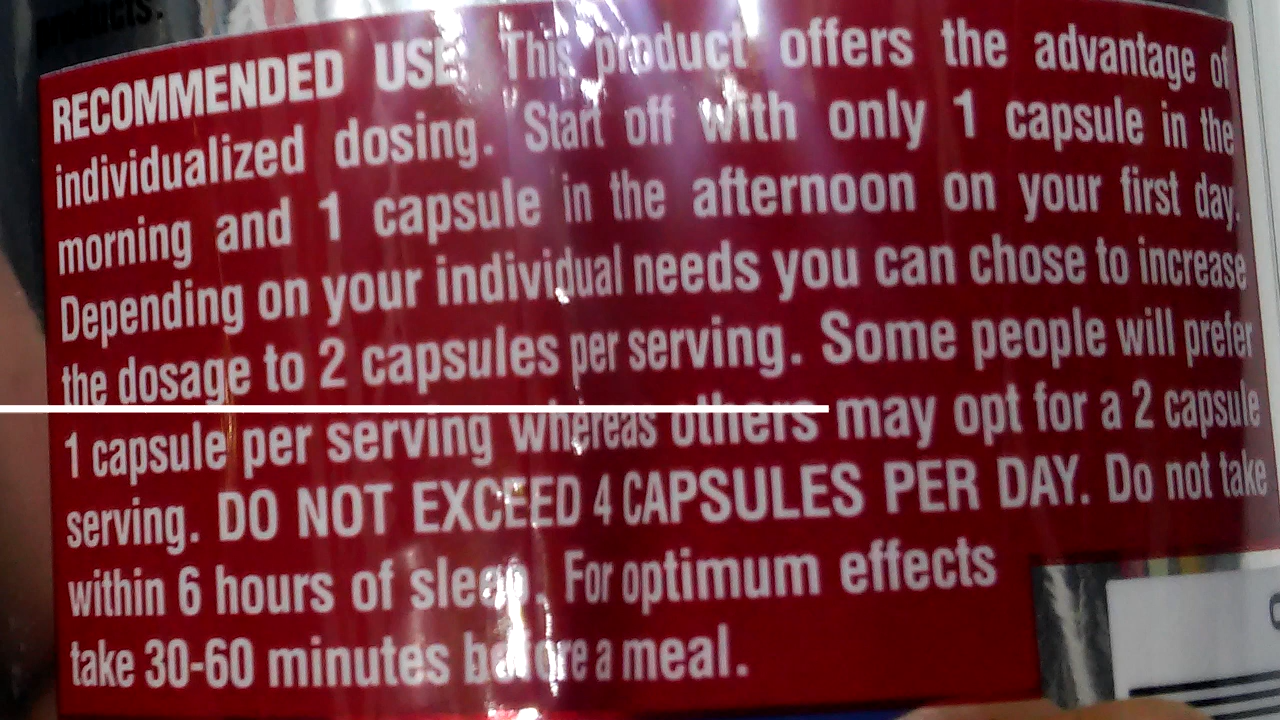 products.
RECOMMENDED USE: This product offers the advantage of
individualized dosing. Start off with only 1 capsule in the
morning and 1 capsule in the afternoon on your first day.
Depending on your individual needs you can chose to increase
the dosage to 2 capsules per serving. Some people will prefer
1 capsule per serving whereas others may opt for a 2 capsule
serving. DO NOT EXCEED 4 CAPSULES PER DAY. Do not take
within 6 hours of sleep. For optimum effects
take 30-60 minutes before a meal.